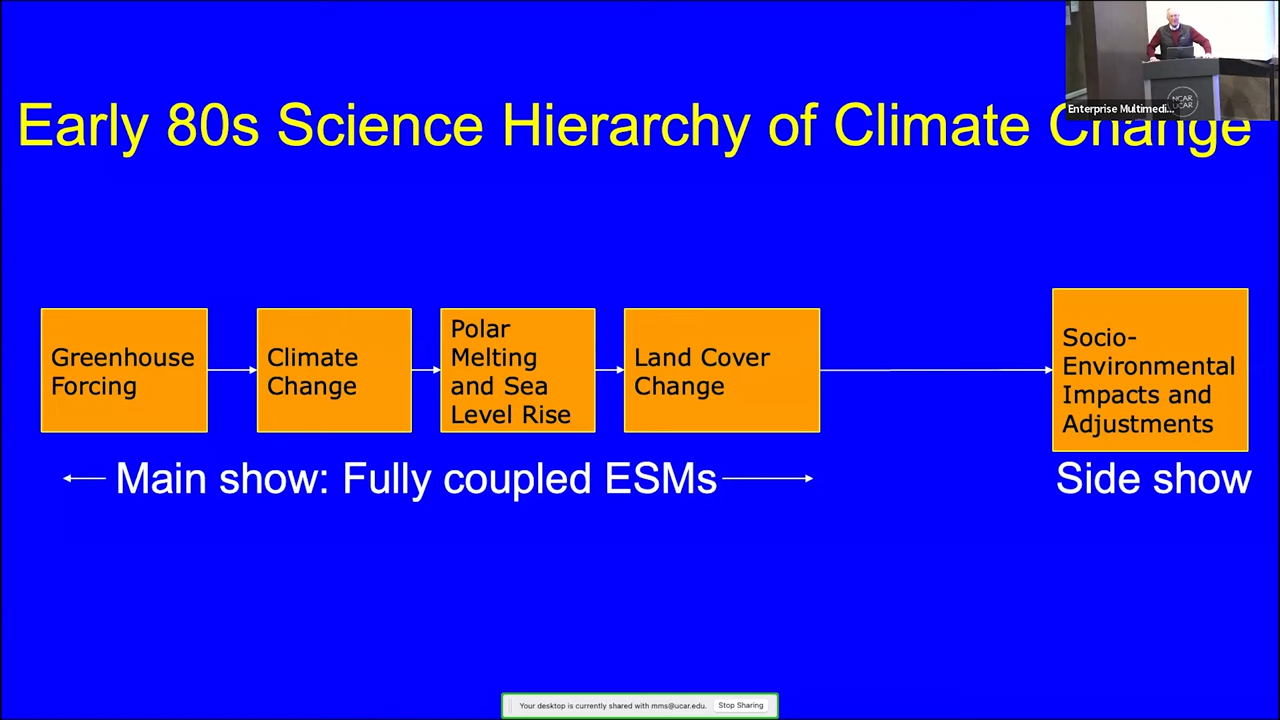 Early 80s Science Hierarchy of Climate Change
Enterprise Multimedi...
NCAR
UCAR
Greenhouse
Forcing
Climate
Change
Polar
Melting
and Sea
Level Rise
Land Cover
Change
Socio-
Environmental
Impacts and
Adjustments
Main show: Fully coupled ESMs
Side show
Your desktop is currently shared with mms@ucar.edu. Stop Sharing